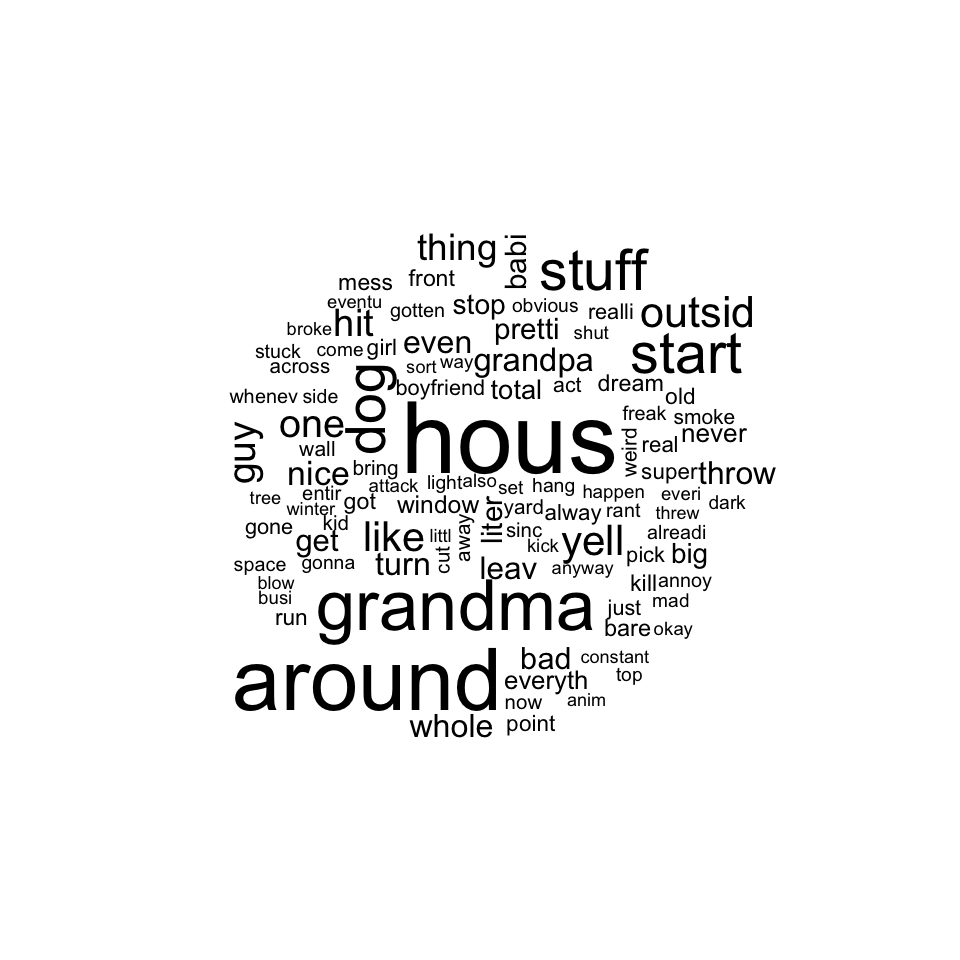 thing babi stuff
mess front
eventu gotten stop obvious realli outsid
broke hit pretti shut
stuck come girl even start
across sort way grandpa
dog boyfriend total act dream old
whenev side
hous freak smoke
guy one weird real never
wall
nice bring super throw
attack light also set hang happen everi
tree entir got window liter yard alway rant threw dark
winter
gone kid like littl away sinc yell alreadi
get cut kick pick big
space gonna turn leav anyway
blow kill annoy
busi grandma just mad
run bare okay
around bad constant
everyth top
now anim
whole point